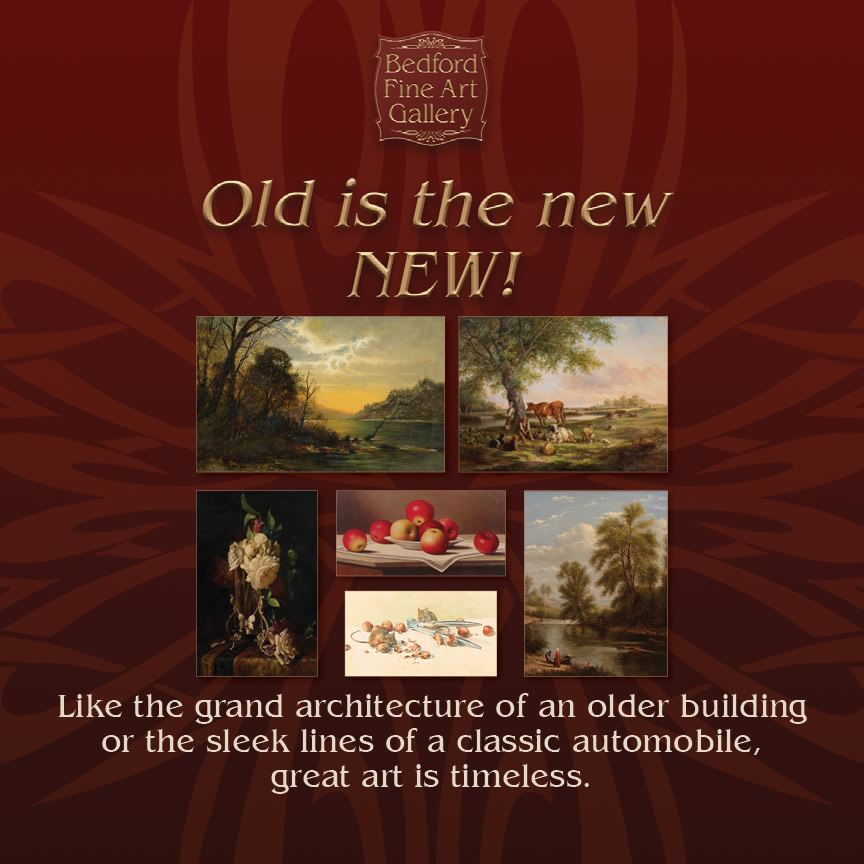 Bedford
Fine Art
Gallery
Old is the new
NEW!
Like the grand architecture of an older building
or the sleek lines of a classic automobile,
great art is timeless.